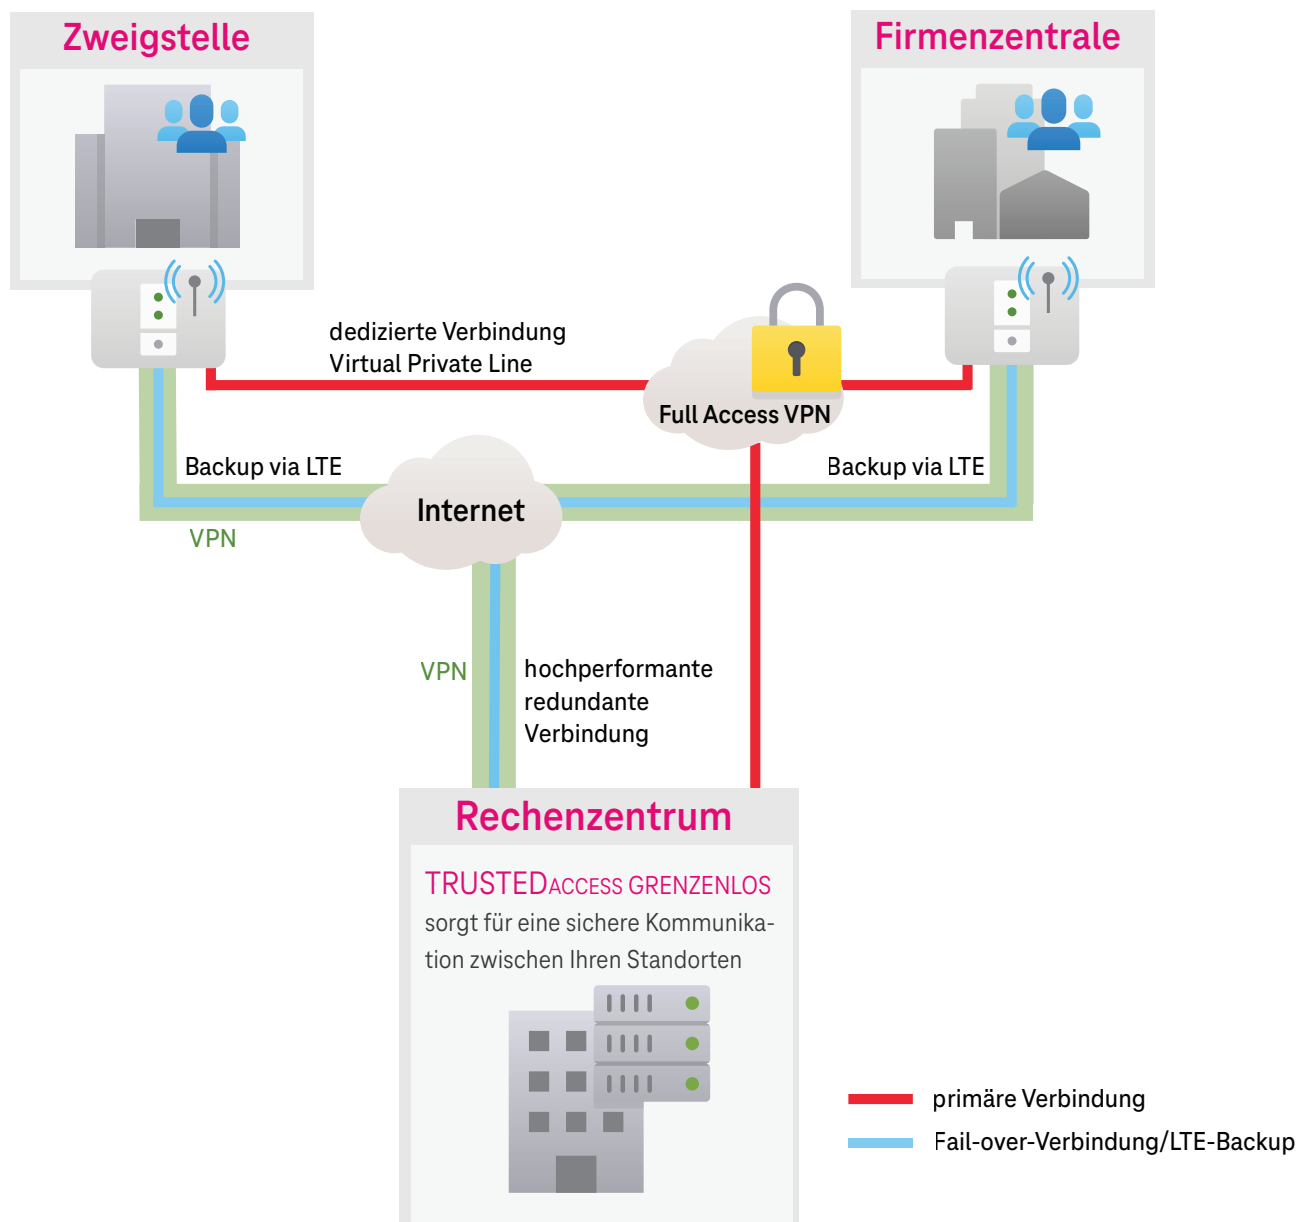 Zweigstelle
Firmenzentrale
dedizierte Verbindung
Virtual Private Line
Full Access VPN
Backup via LTE
Backup via LTE
Internet
VPN
VPN
hochperformante
redundante
Verbindung
Rechenzentrum
TRUSTEDACCESS GRENZENLOS
sorgt für eine sichere Kommunika-
tion zwischen Ihren Standorten
primäre Verbindung
Fail-over-Verbindung/LTE-Backup